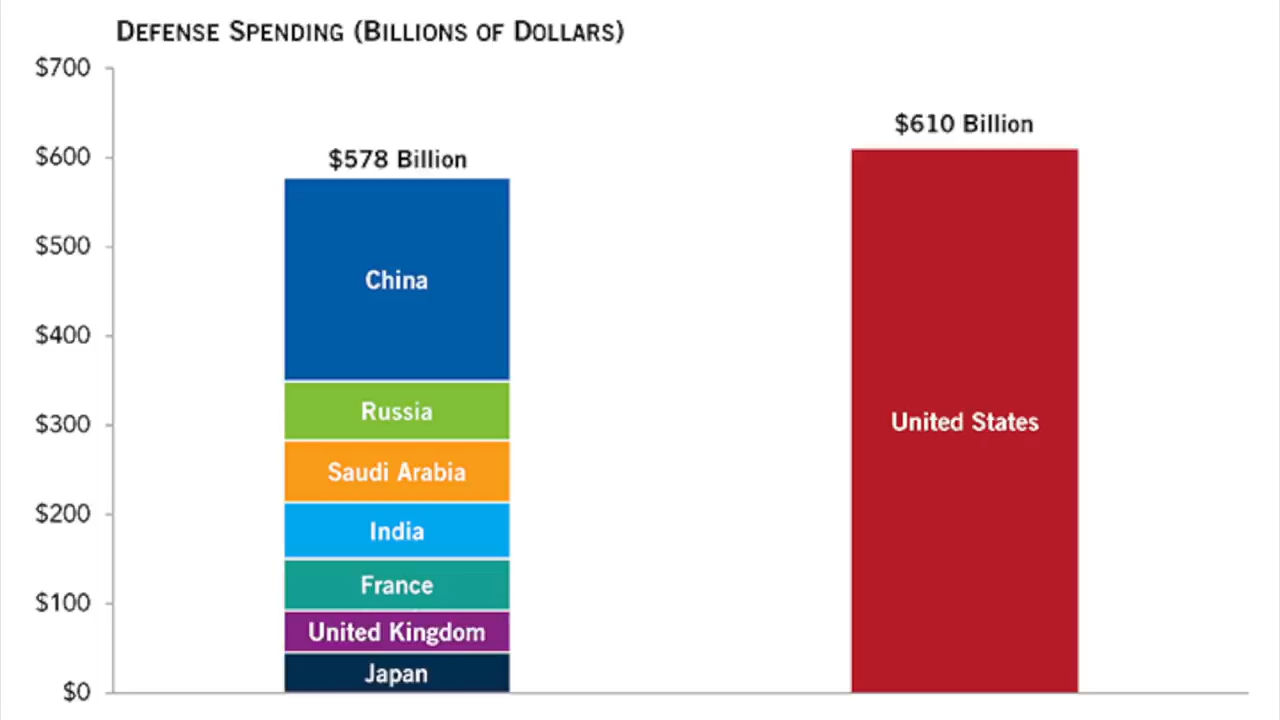 DEFENSE SPENDING (BILLIONS OF DOLLARS)
$700
$600
$500
$400
$300
$200
$100
$0
$578 Billion
China
Russia
Saudi Arabia
India
France
United Kingdom
Japan
$610 Billion
United States